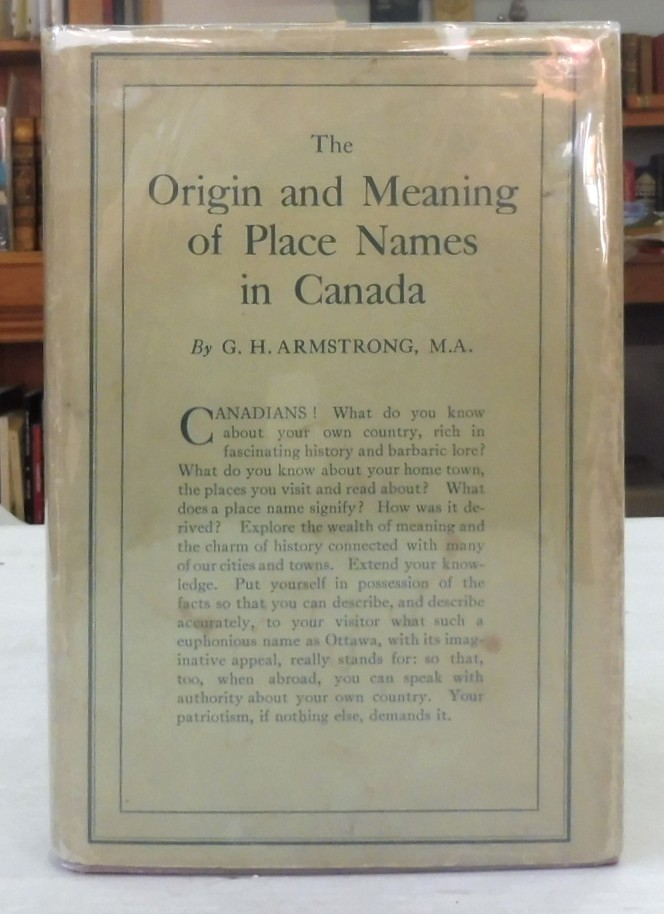 The
Origin and Meaning
of Place Names
in Canada
By G. H. ARMSTRONG, M.A.
CANADIANS! What do you know
about your own country, rich in
fascinating history and barbaric lore?
What do you know about your home town,
the places you visit and read about? What
does a place name signify? How was it de-
rived? Explore the wealth of meaning and
the charm of history connected with many
of our cities and towns. Extend your know-
ledge. Put yourself in possession of the
facts so that you can describe, and describe
accurately, to your visitor what such a
euphonious name as Ottawa, with its imag-
inative appeal, really stands for: so that,
too, when abroad, you can speak with
authority about your own country. Your
patriotism, if nothing else, demands it.